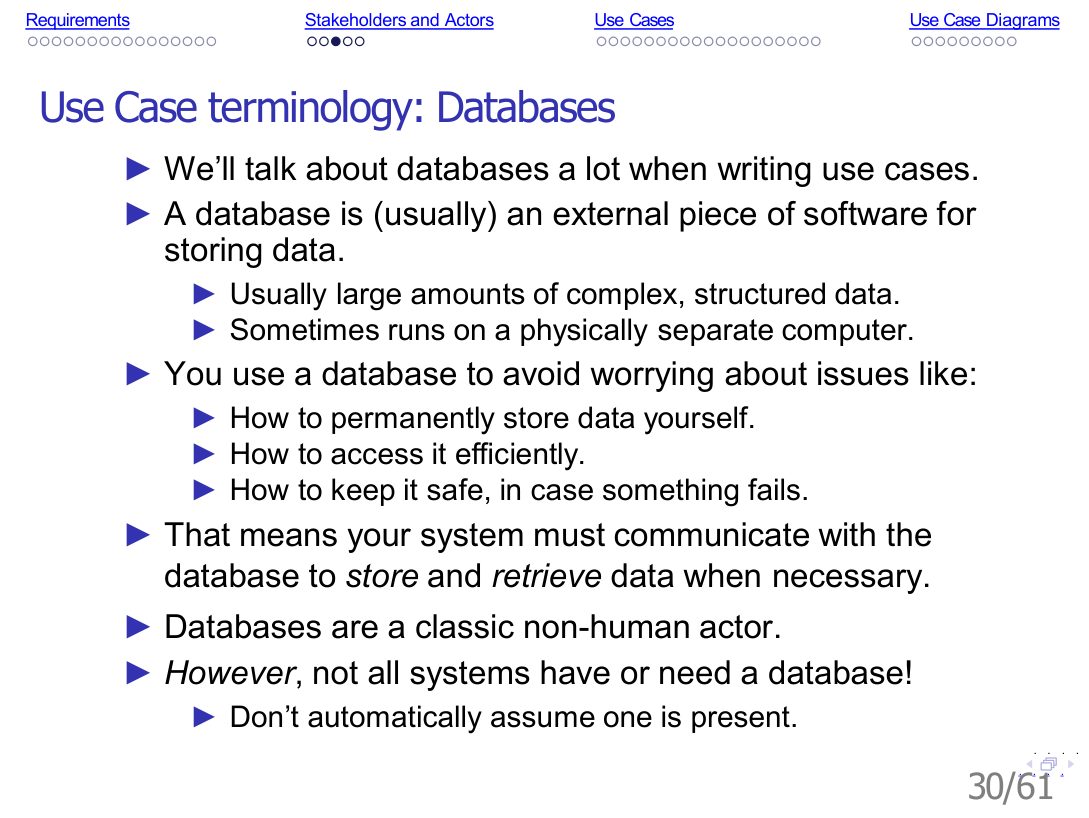 Requirements
Stakeholders and Actors
Use Cases
Use Case Diagrams
Use Case terminology: Databases
► We’ll talk about databases a lot when writing use cases.
► A database is (usually) an external piece of software for
storing data.
► Usually large amounts of complex, structured data.
► Sometimes runs on a physically separate computer.
► You use a database to avoid worrying about issues like:
► How to permanently store data yourself.
► How to access it efficiently.
► How to keep it safe, in case something fails.
► That means your system must communicate with the
database to store and retrieve data when necessary.
► Databases are a classic non-human actor.
► However, not all systems have or need a database!
► Don’t automatically assume one is present.
30/61